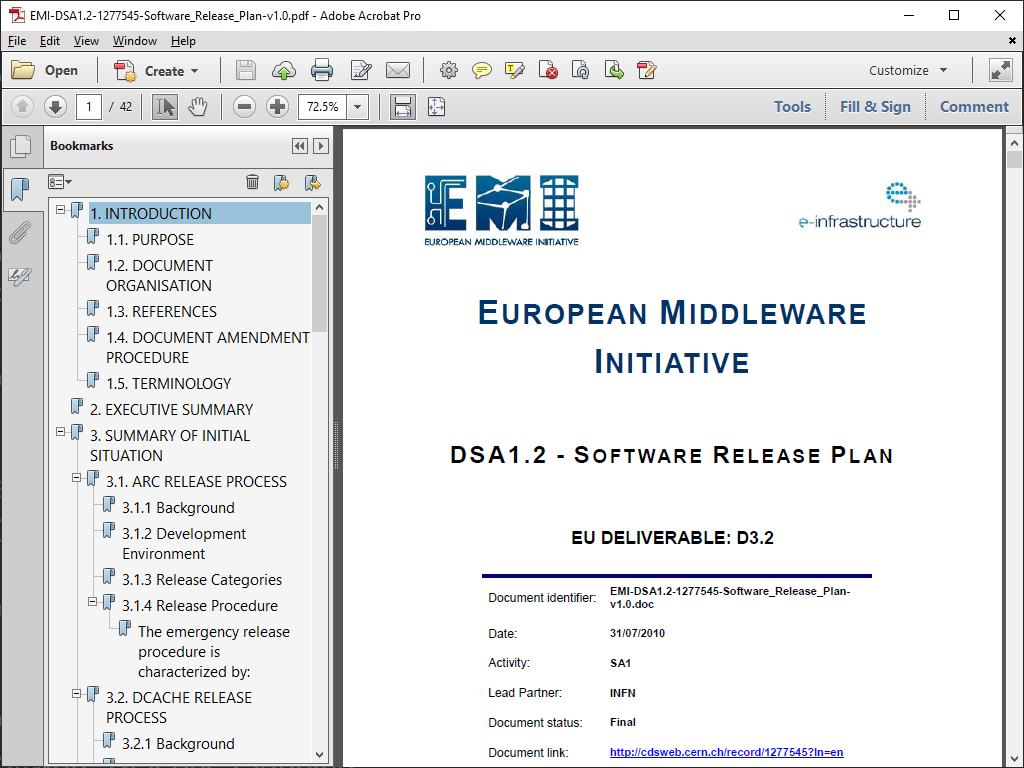 EMI-DSA1.2-1277545-Software_Release_Plan-v1.0.pdf - Adobe Acrobat Pro
File Edit View Window Help
Open Create Customize
1 / 42 72.5% Tools Fill & Sign Comment
Bookmarks
1. INTRODUCTION
1.1. PURPOSE
1.2. DOCUMENT
ORGANISATION
1.3. REFERENCES
1.4. DOCUMENT AMENDMENT
PROCEDURE
1.5. TERMINOLOGY
2. EXECUTIVE SUMMARY
3. SUMMARY OF INITIAL
SITUATION
3.1. ARC RELEASE PROCESS
3.1.1 Background
3.1.2 Development
Environment
3.1.3 Release Categories
3.1.4 Release Procedure
The emergency release
procedure is
characterized by:
3.2. DCACHE RELEASE
PROCESS
3.2.1 Background
EMI
EUROPEAN MIDDLEWARE INITIATIVE
e-infrastructure
EUROPEAN MIDDLEWARE
INITIATIVE
DSA1.2 - SOFTWARE RELEASE PLAN
EU DELIVERABLE: D3.2
Document identifier: EMI-DSA1.2-1277545-Software_Release_Plan-
v1.0.doc
Date: 31/07/2010
Activity: SA1
Lead Partner: INFN
Document status: Final
Document link: http://cdsweb.cern.ch/record/1277545?ln=en